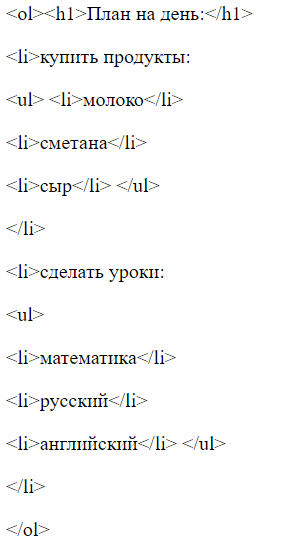 <ol><h1>План на день:</h1>
<li>купить продукты:
<ul> <li>молоко</li>
<li>сметана</li>
<li>сыр</li> </ul>
</li>
<li>сделать уроки:
<ul>
<li>математика</li>
<li>русский</li>
<li>английский</li> </ul>
</li>
</ol>